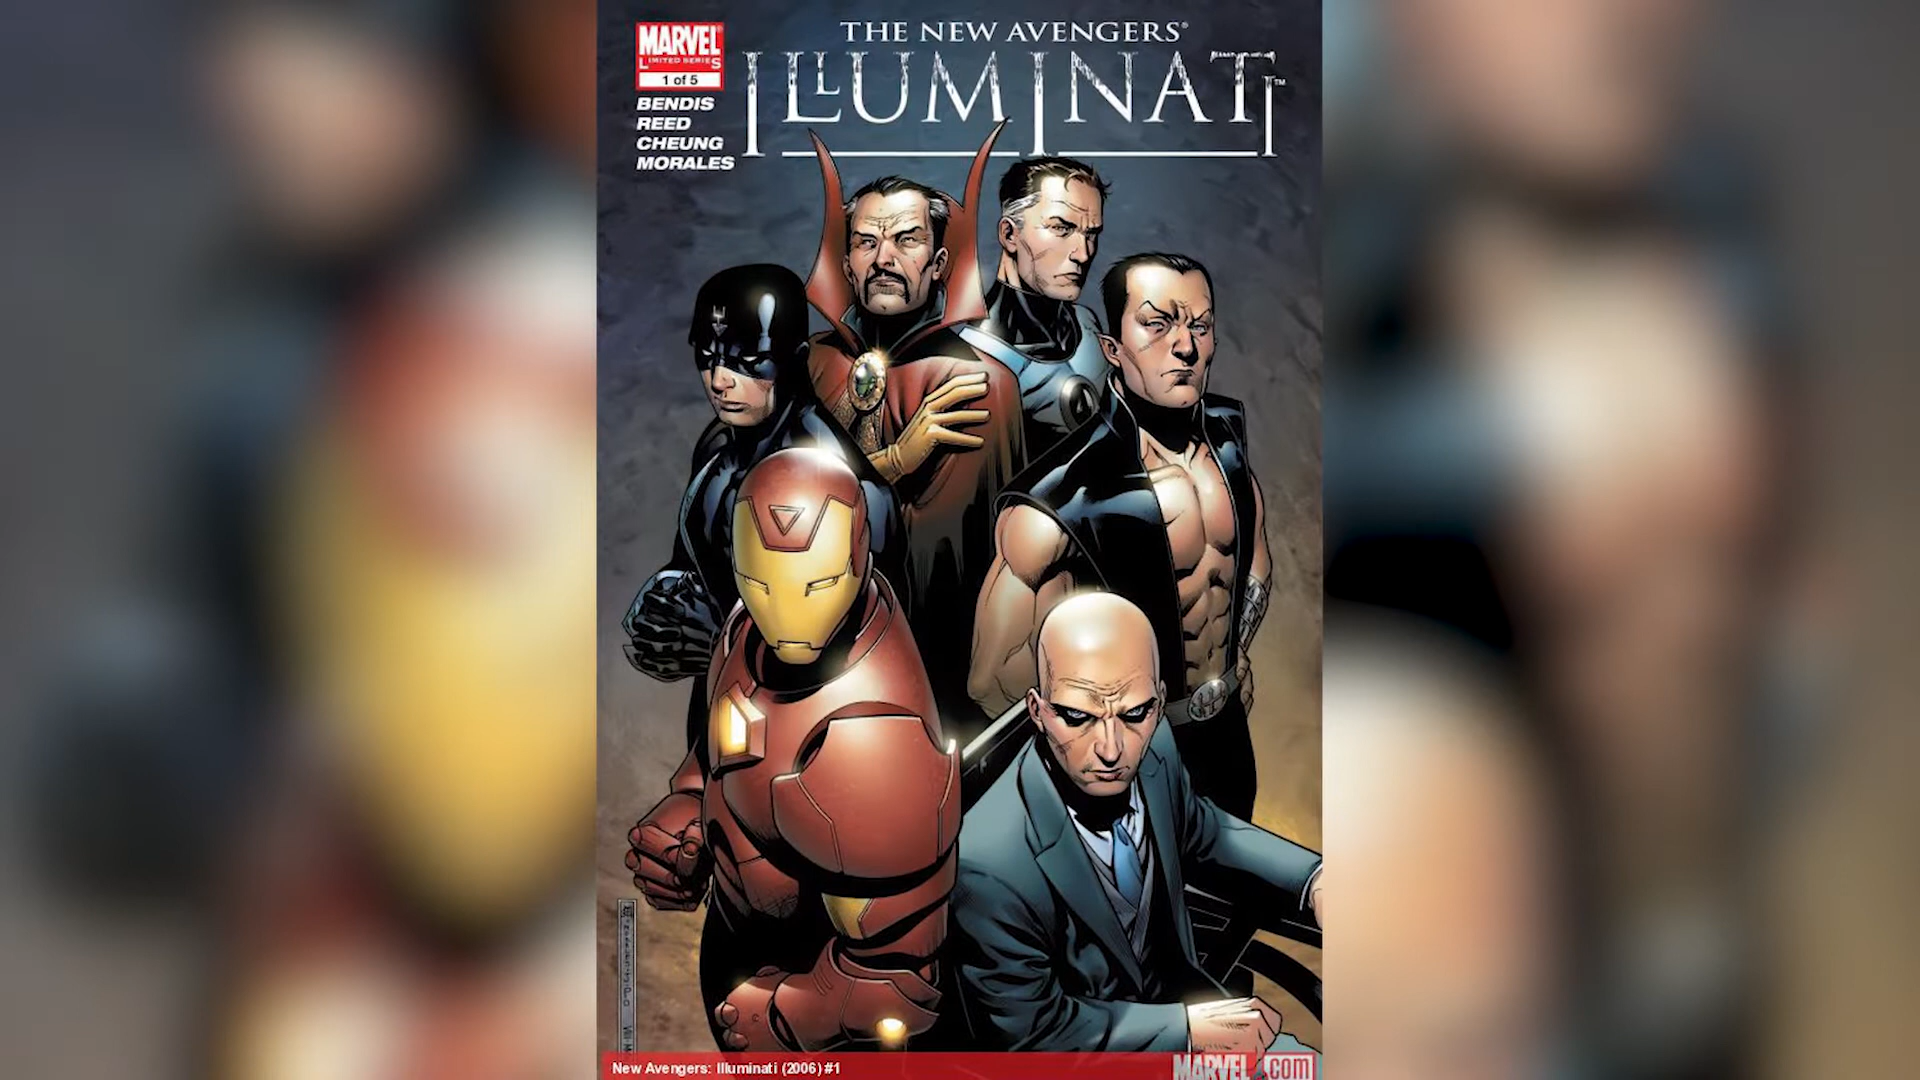 THE NEW AVENGERS®
ILLUMINATI™
MARVEL®
LIMITED SERIES
1 of 5
BENDIS
REED
CHEUNG
MORALES
New Avengers: Illuminati (2006) #1
MARVEL.com